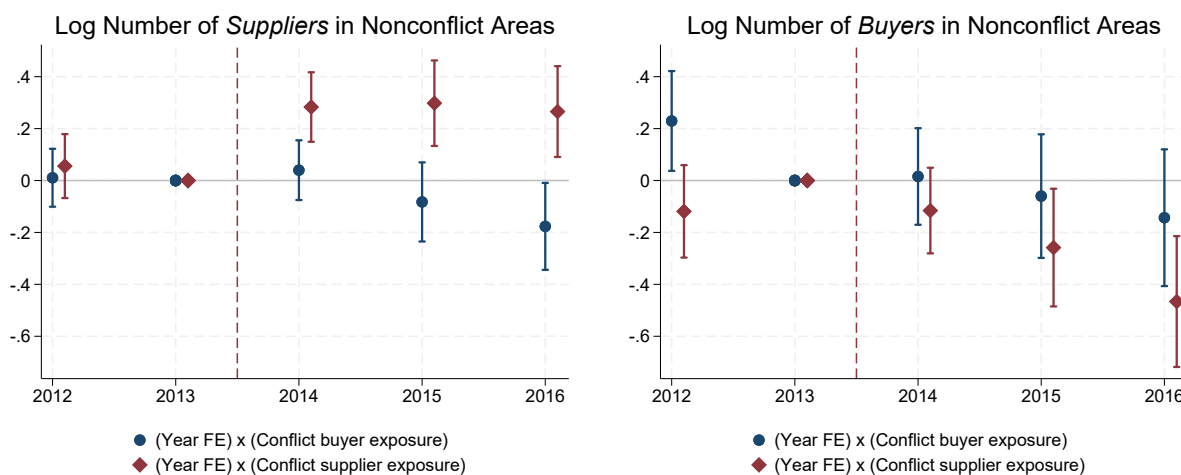 Log Number of Suppliers in Nonconflict Areas
.4
.2
0
-.2
-.4
-.6
2012 2013 2014 2015 2016
(Year FE) x (Conflict buyer exposure)
(Year FE) x (Conflict supplier exposure)
Log Number of Buyers in Nonconflict Areas
.4
.2
0
-.2
-.4
-.6
2012 2013 2014 2015 2016
(Year FE) x (Conflict buyer exposure)
(Year FE) x (Conflict supplier exposure)